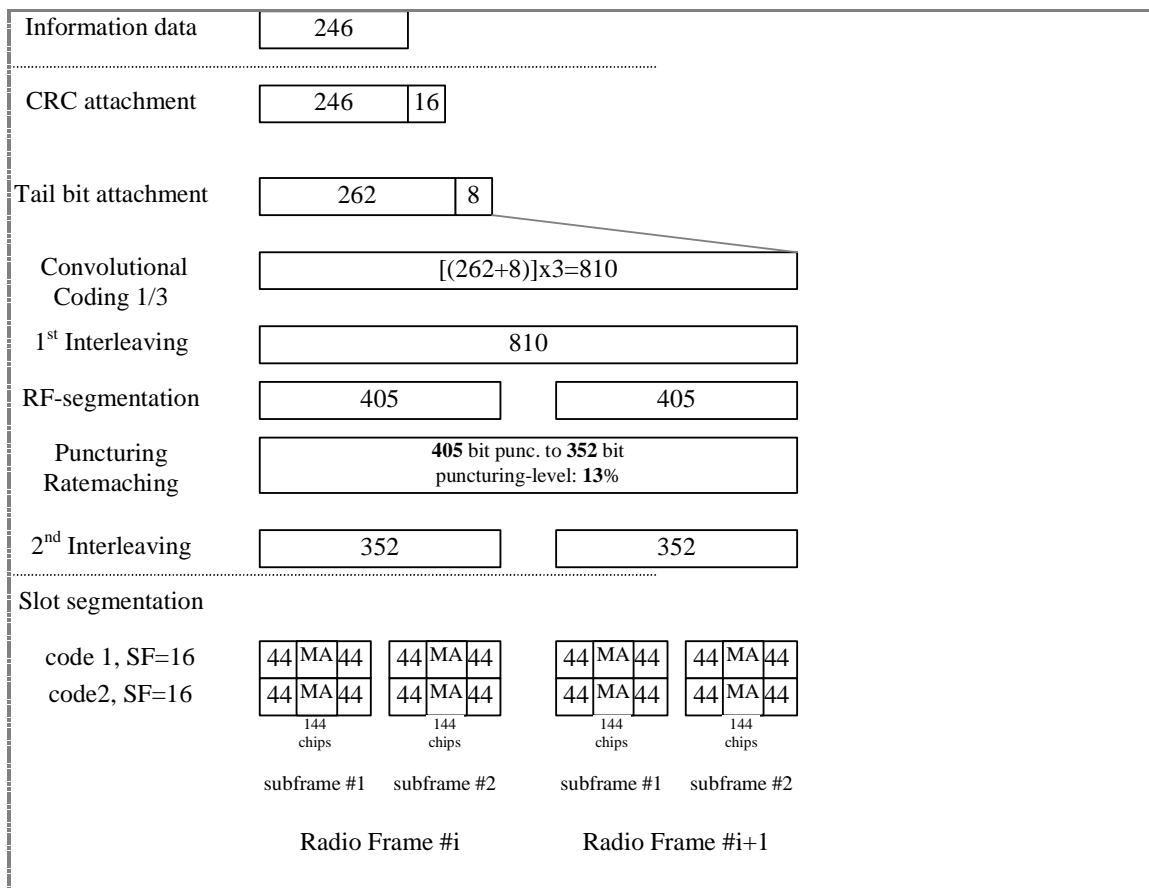 Information data 246
CRC attachment 246 16
Tail bit attachment 262 8
Convolutional
Coding 1/3
[(262+8)]x3=810
1st Interleaving 810
RF-segmentation 405 405
Puncturing
Ratemaching
405 bit punc. to 352 bit
puncturing-level: 13%
2nd Interleaving 352 352
Slot segmentation
code 1, SF=16 44 MA 44 44 MA 44 44 MA 44 44 MA 44
code2, SF=16 44 MA 44 44 MA 44 44 MA 44 44 MA 44
144 144 144 144
chips chips chips chips
subframe #1 subframe #2 subframe #1 subframe #2
Radio Frame #i Radio Frame #i+1